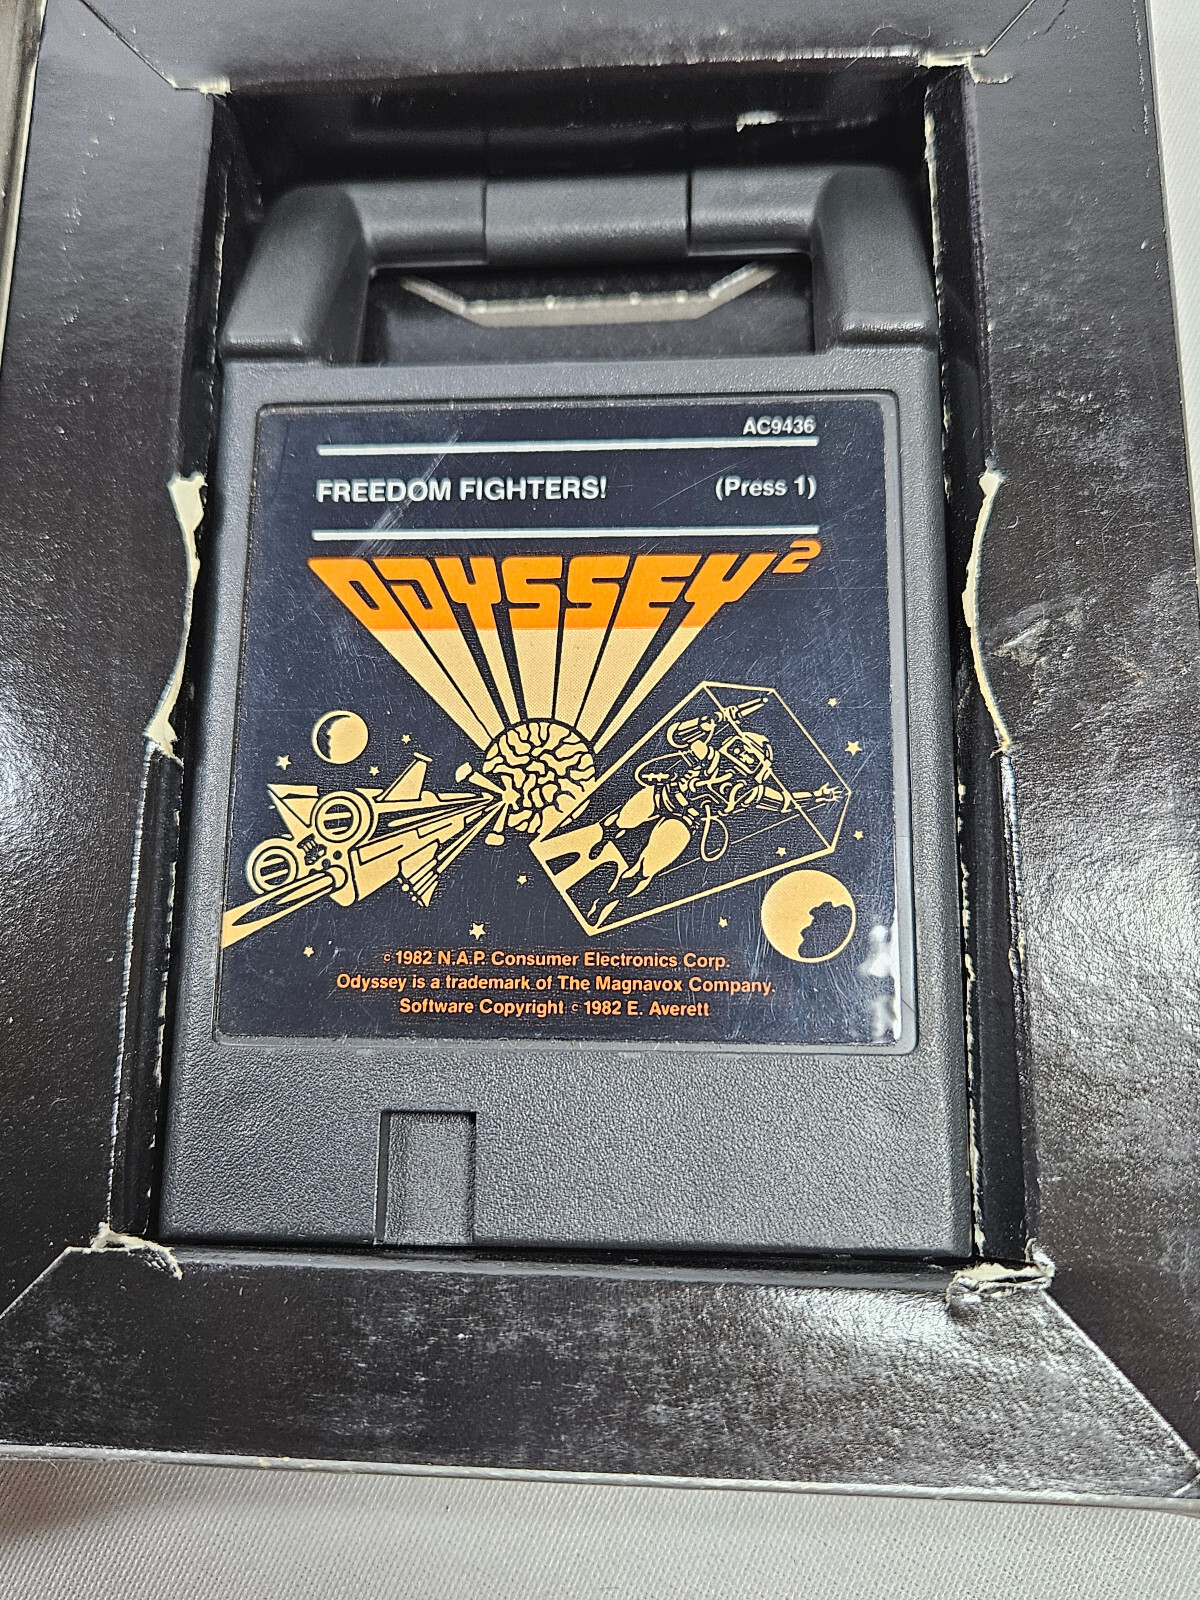 AC9436
FREEDOM FIGHTERS! (Press 1)
ODYSSEY²
© 1982 N.A.P. Consumer Electronics Corp.
Odyssey is a trademark of The Magnavox Company.
Software Copyright © 1982 E. Averett